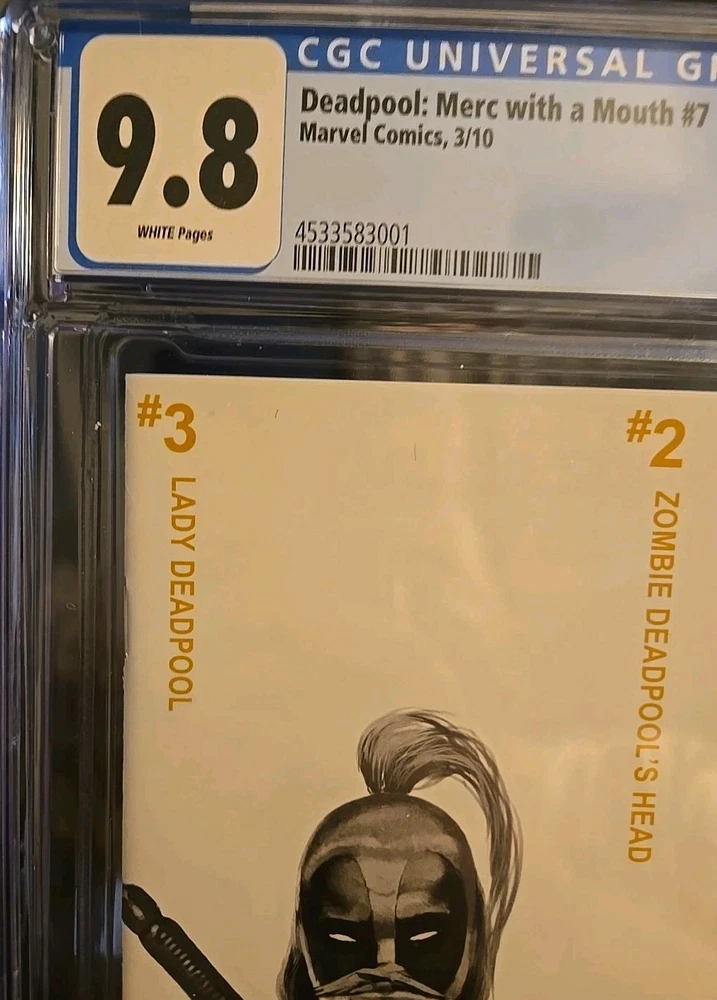 CGC UNIVERSAL
9.8
WHITE Pages
Deadpool: Merc with a Mouth #7
Marvel Comics, 3/10
4533583001
#3 LADY DEADPOOL
#2 ZOMBIE DEADPOOL'S HEAD